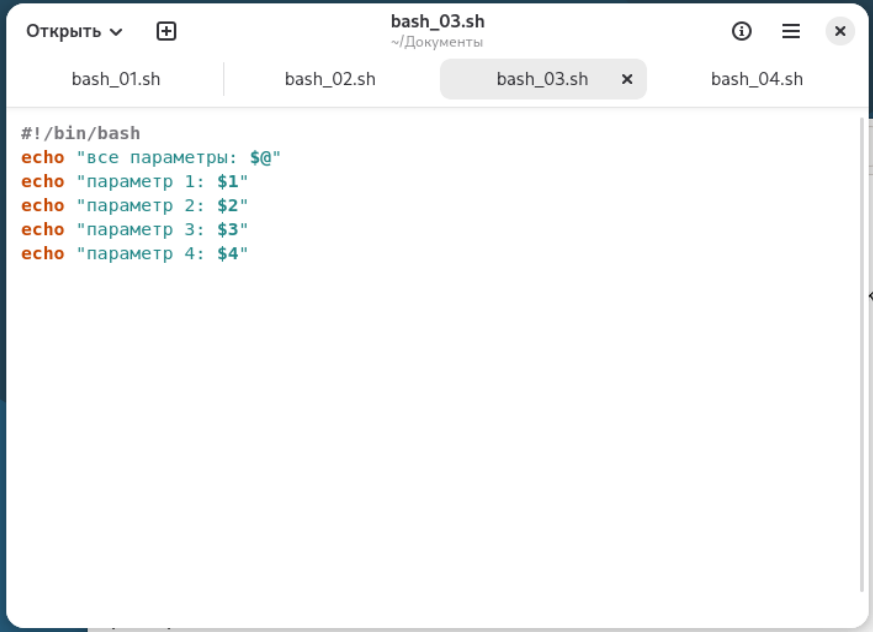 Открыть
bash_03.sh
~/Документы
bash_01.sh
bash_02.sh
bash_03.sh
bash_04.sh
#!/bin/bash
echo "все параметры: $@"
echo "параметр 1: $1"
echo "параметр 2: $2"
echo "параметр 3: $3"
echo "параметр 4: $4"